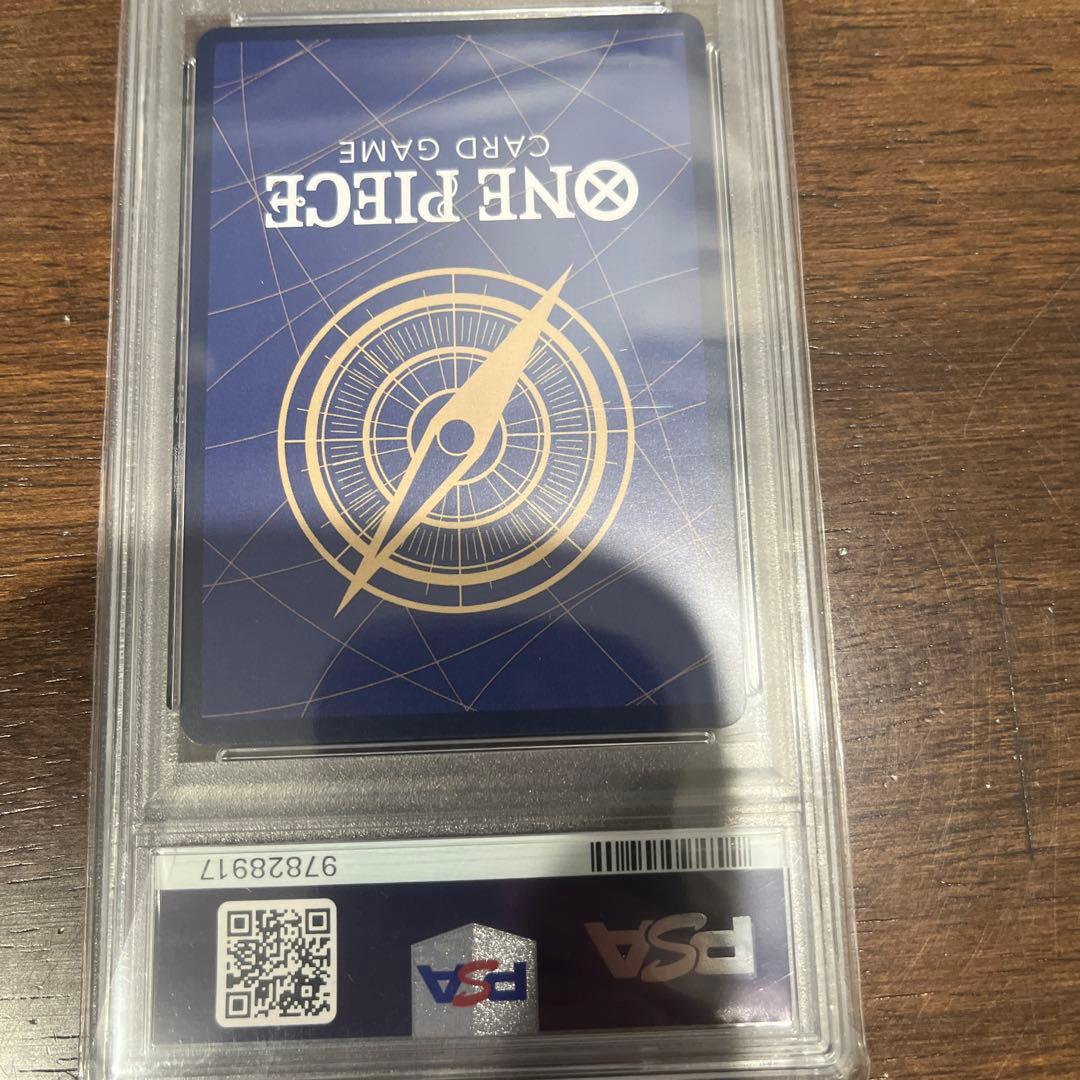 PSA
PSA
97828917
ONE PIECE
CARD GAME